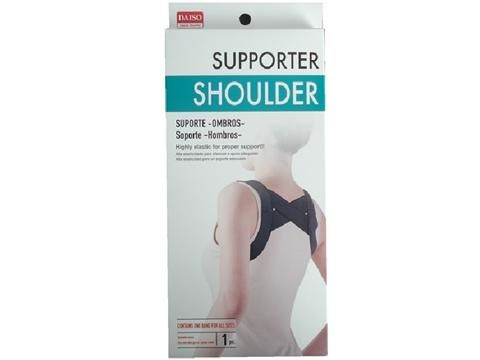 DAISO
SUPPORTER
SHOULDER
SUPORTE -OMBROS-
Soporte -Hombros-
Highly elastic for proper support!!
CONTAINS ONE BAND FOR ALL SIZES
1 pc.